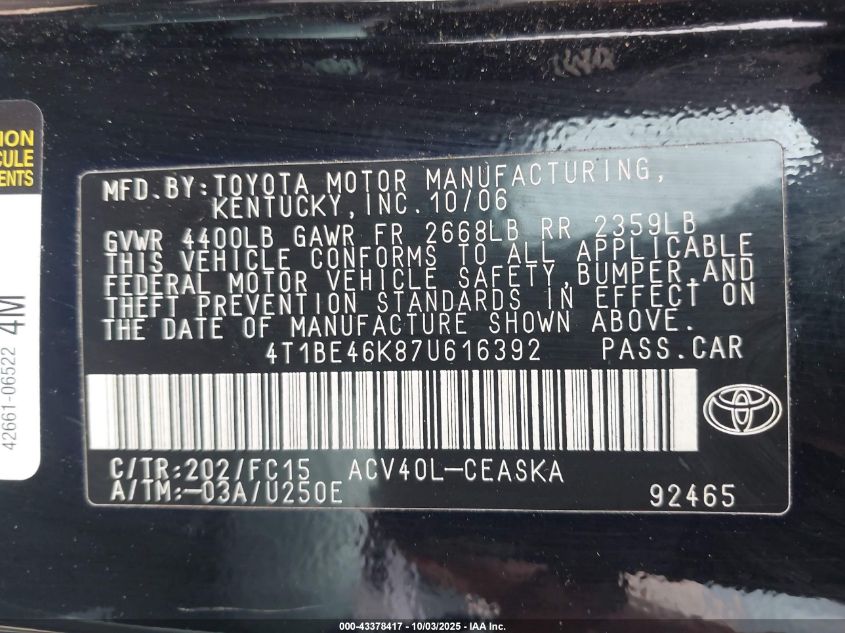 ION
CULE
ENTS
42661-06522 4M
MFD.BY:TOYOTA MOTOR MANUFACTURING,
KENTUCKY,INC.10/06
GVWR 4400LB GAWR FR 2668LB RR 2359LB
THIS VEHICLE CONFORMS TO ALL APPLICABLE
FEDERAL MOTOR VEHICLE SAFETY,BUMPER,AND
THEFT PREVENTION STANDARDS IN EFFECT ON
THE DATE OF MANUFACTURE SHOWN ABOVE.
4T1BE46K87U616392 PASS.CAR
C/TR:202/FC15 ACV40L-CEASKA
A/TM:-03A/U250E 92465
000-43378417 - 10/03/2025 - IAA Inc.